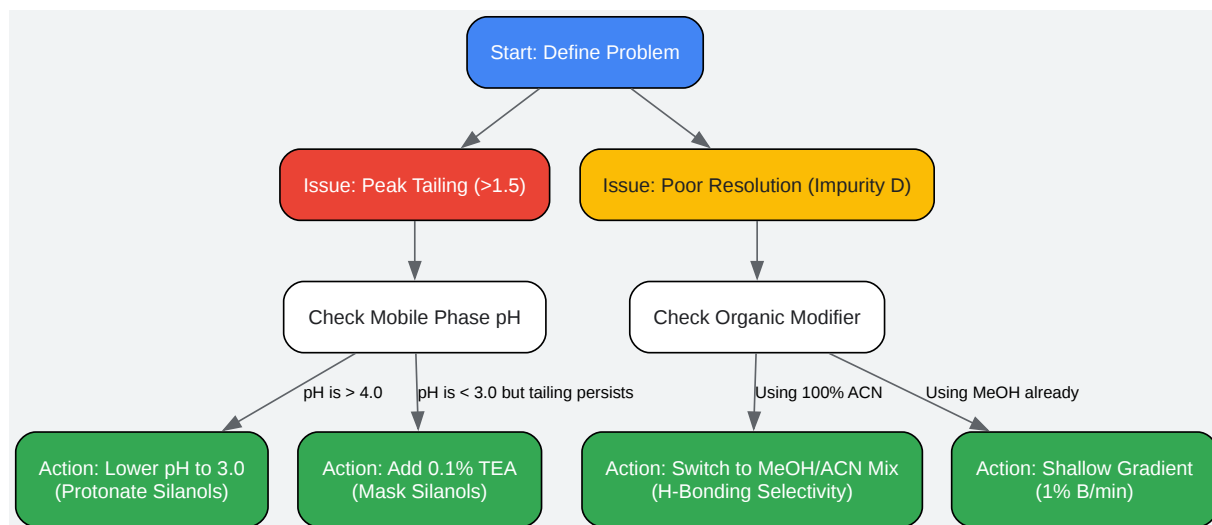 Start: Define Problem
Issue: Peak Tailing (>1.5)
Issue: Poor Resolution (Impurity D)
Check Mobile Phase pH
Check Organic Modifier
pH is > 4.0
pH is < 3.0 but tailing persists
Using 100% ACN
Using MeOH already
Action: Lower pH to 3.0
(Protonate Silanols)
Action: Add 0.1% TEA
(Mask Silanols)
Action: Switch to MeOH/ACN Mix
(H-Bonding Selectivity)
Action: Shallow Gradient
(1% B/min)